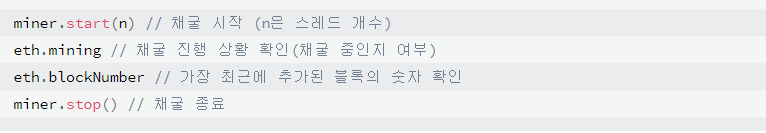 miner.start(n) // 채굴 시작 (n은 스레드 개수)
eth.mining // 채굴 진행 상황 확인(채굴 중인지 여부)
eth.blockNumber // 가장 최근에 추가된 블록의 숫자 확인
miner.stop() // 채굴 종료